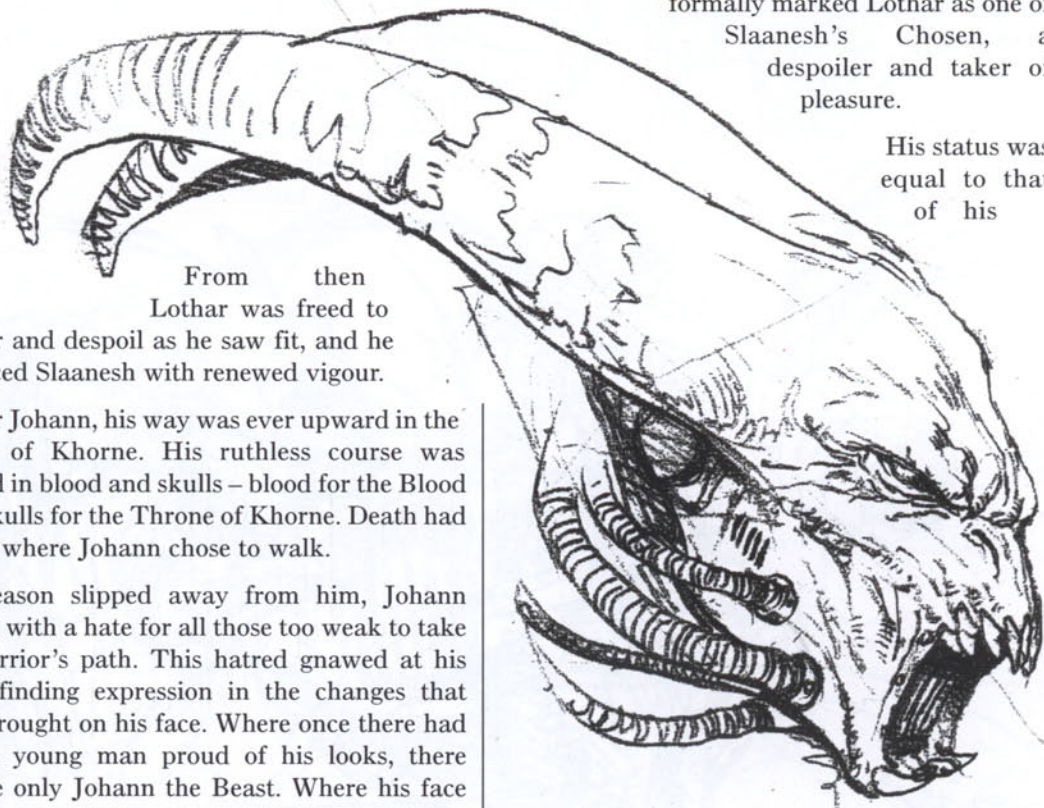 From then
Lothar was freed to
r and despoil as he saw fit, and he
ed Slaanesh with renewed vigour.
r Johann, his way was ever upward in the
of Khorne. His ruthless course was
d in blood and skulls – blood for the Blood
kulls for the Throne of Khorne. Death had
where Johann chose to walk.
eason slipped away from him, Johann
with a hate for all those too weak to take
rrior's path. This hatred gnawed at his
finding expression in the changes that
rought on his face. Where once there had
young man proud of his looks, there
e only Johann the Beast. Where his face
formally marked Lothar as one of
Slaanesh's Chosen, a
despoiler and taker of
pleasure.
His status was
equal to that
of his